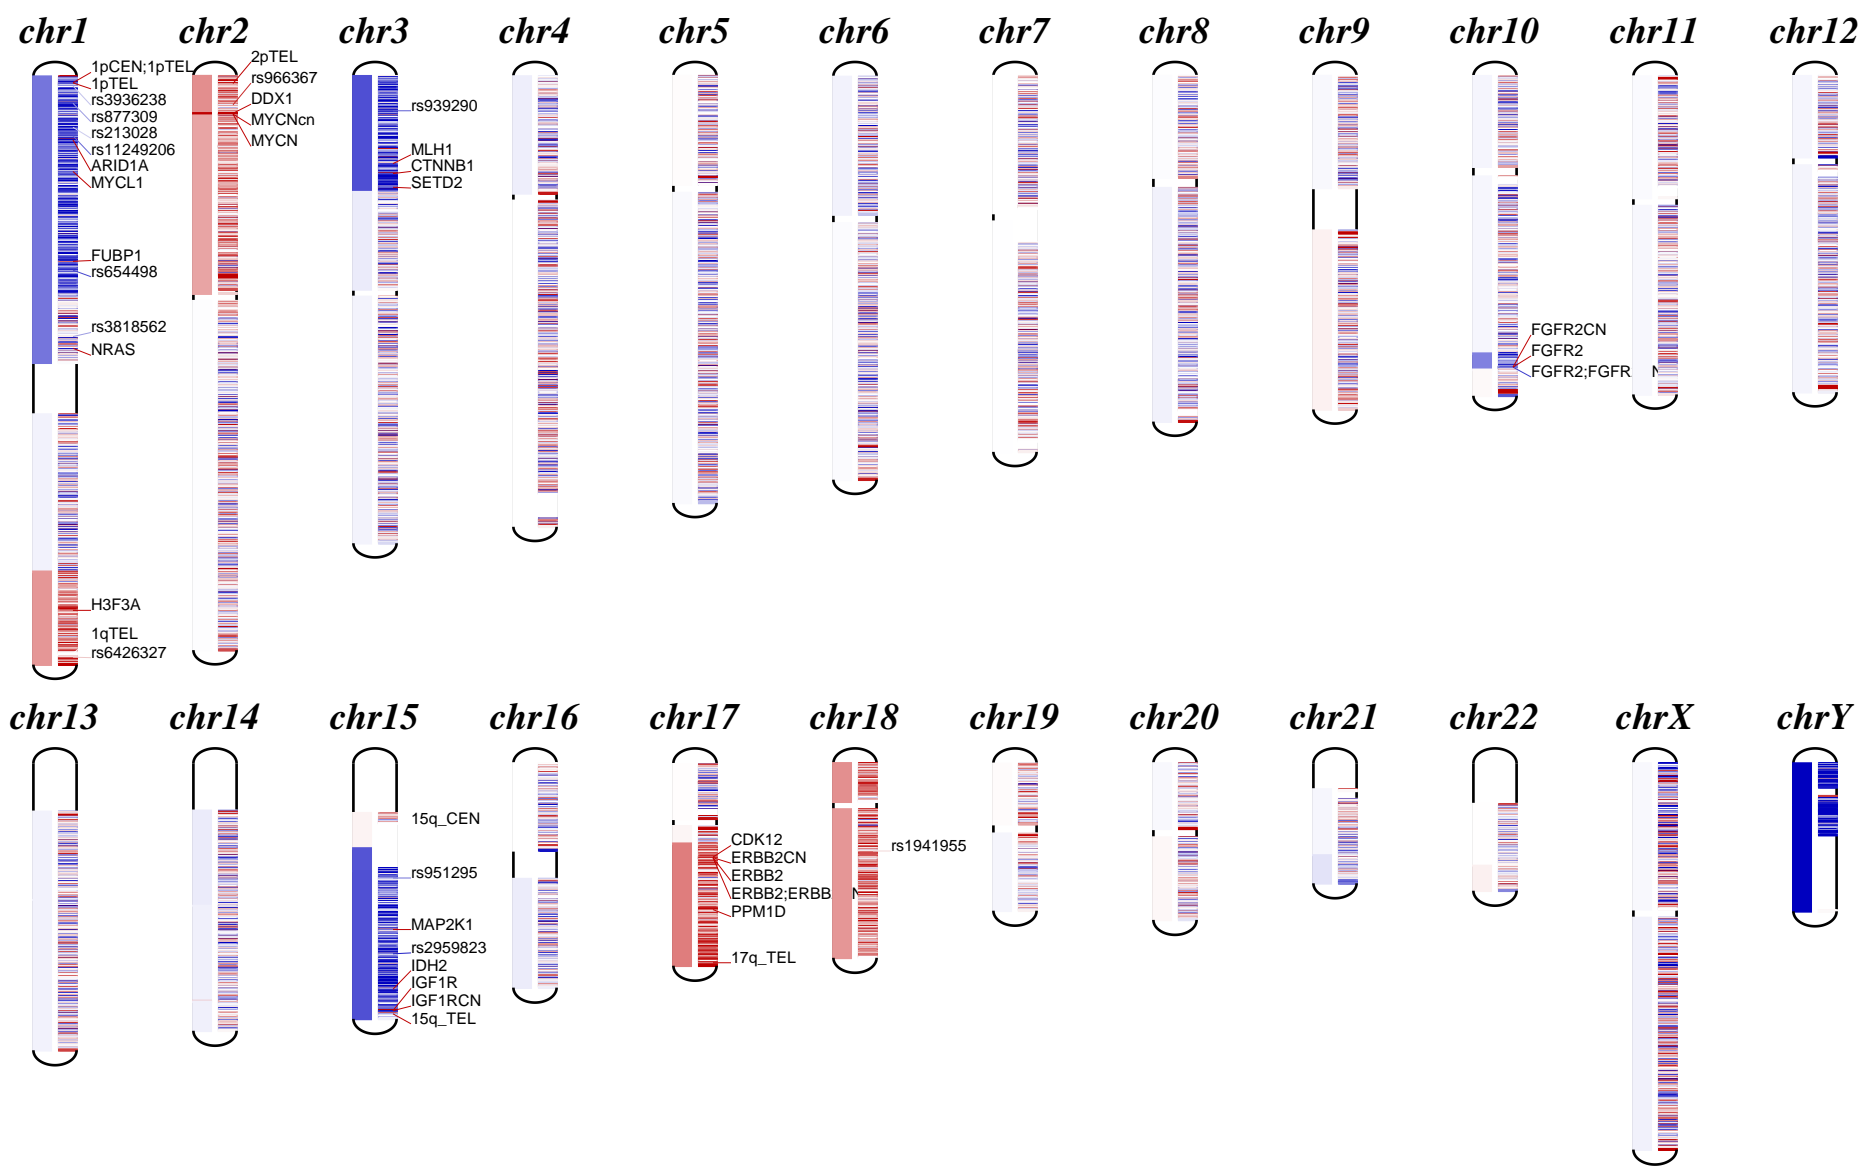 chr1 chr2 chr3 chr4 chr5 chr6 chr7 chr8 chr9 chr10 chr11 chr12
1pCEN;1pTEL
1pTEL
rs3936238
rs877309
rs213028
rs11249206
ARID1A
MYCL1
FUBP1
rs654498
rs3818562
NRAS
H3F3A
1qTEL
rs6426327
2pTEL
rs966367
DDX1
MYCNcn
MYCN
rs939290
MLH1
CTNNB1
SETD2
FGFR2CN
FGFR2
FGFR2;FGFR N
chr13 chr14 chr15 chr16 chr17 chr18 chr19 chr20 chr21 chr22 chrX chrY
15q_CEN
rs951295
MAP2K1
rs2959823
IDH2
IGF1R
IGF1RCN
15q_TEL
CDK12
ERBB2CN
ERBB2
ERBB2;ERBB N
PPM1D
17q_TEL
rs1941955